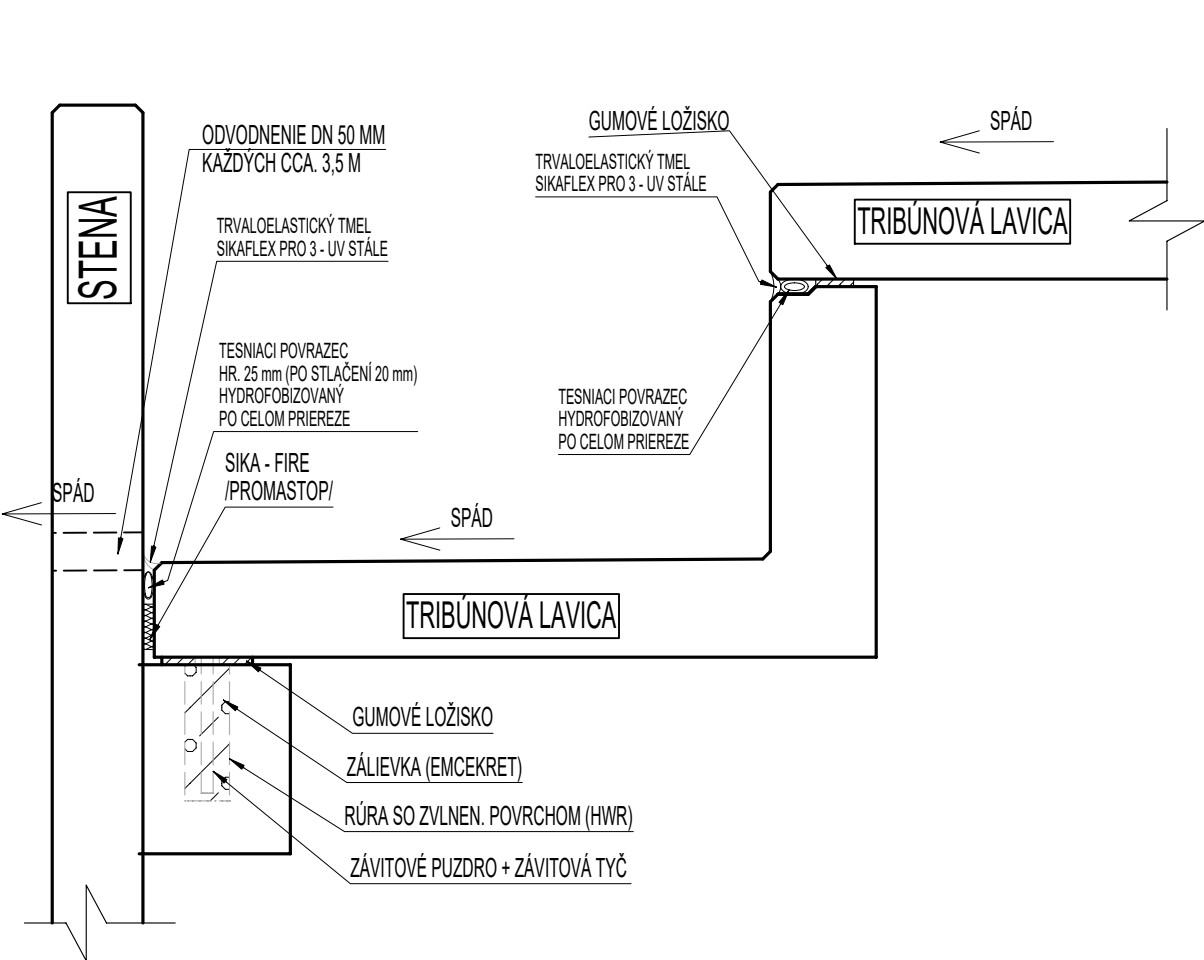 ODVODNENIE DN 50 MM
KAŽDÝCH CCA. 3,5 M
GUMOVÉ LOŽISKO
SPÁD
TRVALOELASTICKÝ TMEL
SIKAFLEX PRO 3 - UV STÁLE
STENA
TRIBÚNOVÁ LAVICA
TRVALOELASTICKÝ TMEL
SIKAFLEX PRO 3 - UV STÁLE
TESNIACI POVRAZEC
HR. 25 mm (PO STLAČENÍ 20 mm)
HYDROFOBIZOVANÝ
PO CELOM PRIEREZE
TESNIACI POVRAZEC
HYDROFOBIZOVANÝ
PO CELOM PRIEREZE
SIKA - FIRE
/PROMASTOP/
SPÁD
SPÁD
TRIBÚNOVÁ LAVICA
GUMOVÉ LOŽISKO
ZÁLIEVKA (EMCEKRET)
RÚRA SO ZVLNEN. POVRCHOM (HWR)
ZÁVITOVÉ PUZDRO + ZÁVITOVÁ TYČ